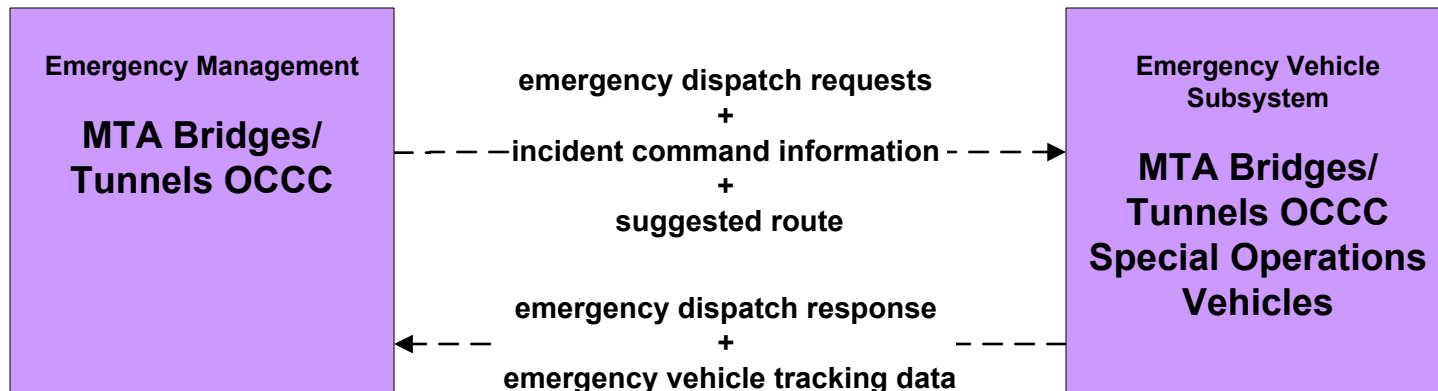 Emergency Management
MTA Bridges/
Tunnels OCCC
emergency dispatch requests
+
incident command information
+
suggested route
emergency dispatch response
+
emergency vehicle tracking data
Emergency Vehicle
Subsystem
MTA Bridges/
Tunnels OCCC
Special Operations
Vehicles